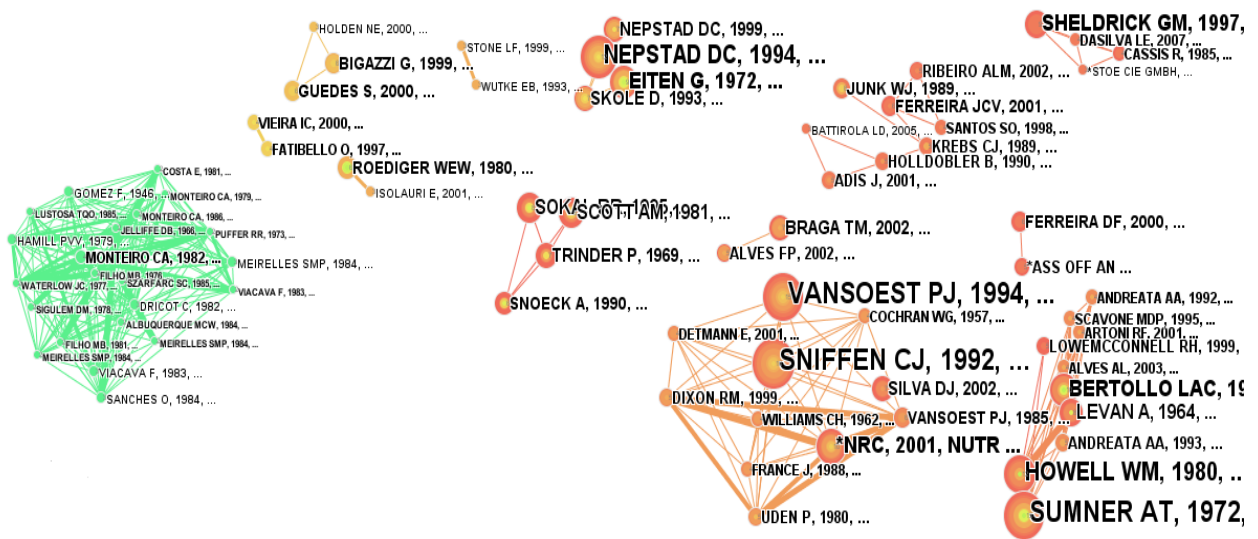 HOLDEN NE, 2000, ...
BIGAZZI G, 1999, ...
GUEDES S, 2000, ...
VIEIRA IC, 2000, ...
FATIBELLO O, 1997, ...
ROEDIGER WEW, 1980, ...
ISOLAURI E, 2001, ...
STONE LF, 1999, ...
WUTKE EB, 1993, ...
NEPSTAD DC, 1999, ...
NEPSTAD DC, 1994, ...
EITEN G, 1972, ...
SKOLE D, 1993, ...
SHELDRICK GM, 1997,
DASILVA LE, 2007, ...
CASSIS R, 1985, ...
*STOE CIE GMBH, ...
RIBEIRO ALM, 2002, ...
JUNK WJ, 1989, ...
FERREIRA JCV, 2001, ...
SANTOS SO, 1998, ...
BATTIROLA LD, 2005, ...
KREBS CJ, 1989, ...
HOLLDOBLER B, 1990, ...
ADIS J, 2001, ...
COSTA E, 1981, ...
GOMEZ F, 1946, ...
MONTEIRO CA, 1979, ...
LUSTOSA TQO, 1985, ...
MONTEIRO CA, 1986, ...
JELLIFFE DB, 1966, ...
PUFFER RR, 1973, ...
HAMILL PVV, 1979, ...
MONTEIRO CA, 1982, ...
MEIRELLES SMP, 1984, ...
FILHO MB, 1976
WATERLOW JC, 1977, ...
SZARFARC SC, 1985, ...
VIACAVA F, 1983, ...
SIGULEM DM, 1978, ...
DRICOT C, 1982, ...
ALBUQUERQUE MCW, 1984, ...
FILHO MB, 1981, ...
MEIRELLES SMP, 1984, ...
MEIRELLES SMP, 1984, ...
VIACAVA F, 1983, ...
SANCHES O, 1984, ...
SCOTT AM, 1981, ...
TRINDER P, 1969, ...
SNOECK A, 1990, ...
BRAGA TM, 2002, ...
ALVES FP, 2002, ...
FERREIRA DF, 2000, ...
*ASS OFF AN ...
VANSOEST PJ, 1994, ...
COCHRAN WG, 1957, ...
DETMANN E, 2001, ...
SNIFFEN CJ, 1992, ...
SILVA DJ, 2002, ...
DIXON RM, 1999, ...
WILLIAMS CH, 1962, ...
VANSOEST PJ, 1985, ...
*NRC, 2001, NUTR ...
FRANCE J, 1988, ...
UDEN P, 1980, ...
ANDREATA AA, 1992, ...
SCAVONE MDP, 1995, ...
ARTONI RF, 2001, ...
LOWEMCCONNELL RH, 1999,
ALVES AL, 2003, ...
BERTOLLO LAC, 19
LEVAN A, 1964, ...
ANDREATA AA, 1993, ...
HOWELL WM, 1980, ...
SUMNER AT, 1972,